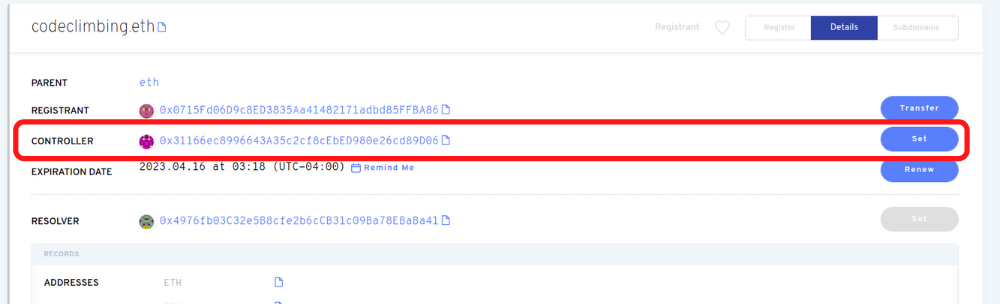 codeclimbing.eth
Registrant Register Details Subdomains
PARENT eth
REGISTRANT 0x0715Fd06D9c8ED3835Aa41482171adbd85FFBA86 Transfer
CONTROLLER 0x31166ec8996643A35c2cf8cEbED980e26cd89D06 Set
EXPIRATION DATE 2023.04.16 at 03:18 (UTC-04:00) Remind Me Renew
RESOLVER 0x4976fb03C32e5B8cfe2b6cCB31c09Ba78EBaBa41 Set
RECORDS
ADDRESSES ETH